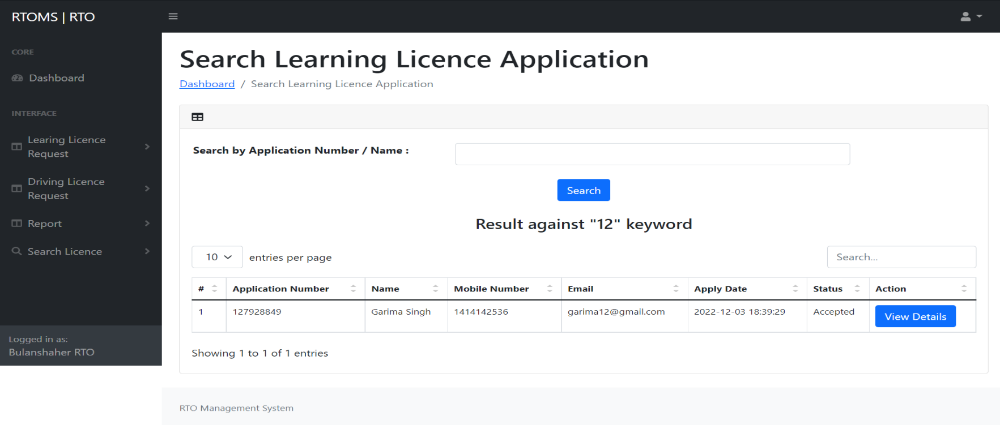 RTOMS | RTO
CORE
Dashboard
INTERFACE
Learing Licence
Request
Driving Licence
Request
Report
Search Licence
Logged in as:
Bulanshaher RTO
Search Learning Licence Application
Dashboard / Search Learning Licence Application
Search by Application Number / Name :
Search
Result against "12" keyword
10 entries per page
Search...
# Application Number Name Mobile Number Email Apply Date Status Action
1 127928849 Garima Singh 1414142536 garima12@gmail.com 2022-12-03 18:39:29 Accepted View Details
Showing 1 to 1 of 1 entries
RTO Management System